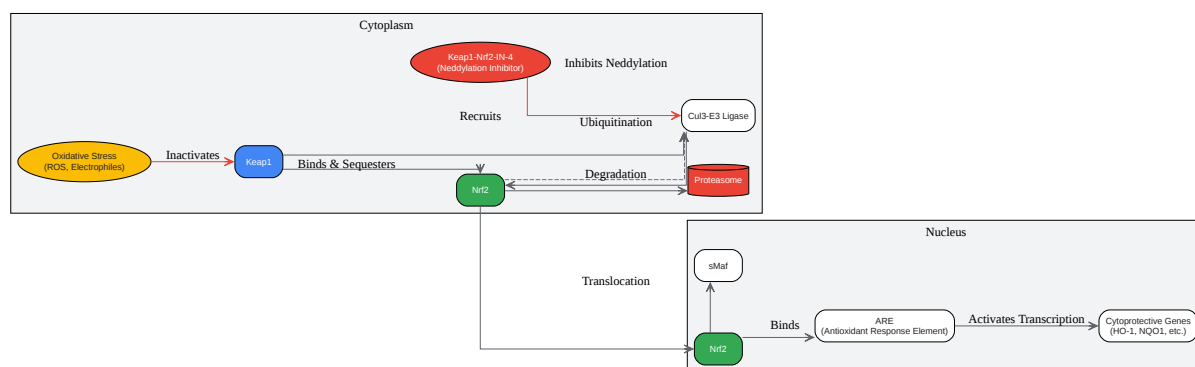 Cytoplasm
Keap1-Nrf2-IN-4
(Neddylation Inhibitor)
Inhibits Neddylation
Recruits
Ubiquitination
Cul3-E3 Ligase
Oxidative Stress
(ROS, Electrophiles)
Inactivates
Keap1
Binds & Sequesters
Nrf2
Degradation
Proteasome
Nucleus
Translocation
sMaf
Nrf2
Binds
ARE
(Antioxidant Response Element)
Activates Transcription
Cytoprotective Genes
(HO-1, NQO1, etc.)